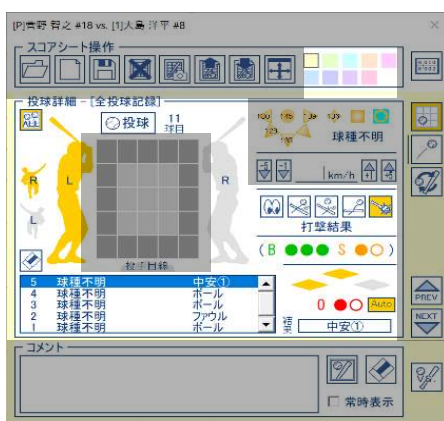 [P]菅野 智之 #18 vs. [1]大島 洋平 #8
スコアシート操作
投球詳細 - [全投球記録]
ALL
投球
11
球目
球種不明
R
L
R
L
km/h
打撃結果
(B S )
投手目線
5 球種不明 中安①
4 球種不明 ボール
3 球種不明 ボール
2 球種不明 ファウル
1 球種不明 ボール
0
Auto
結果
中安①
PREV
NEXT
コメント
常時表示